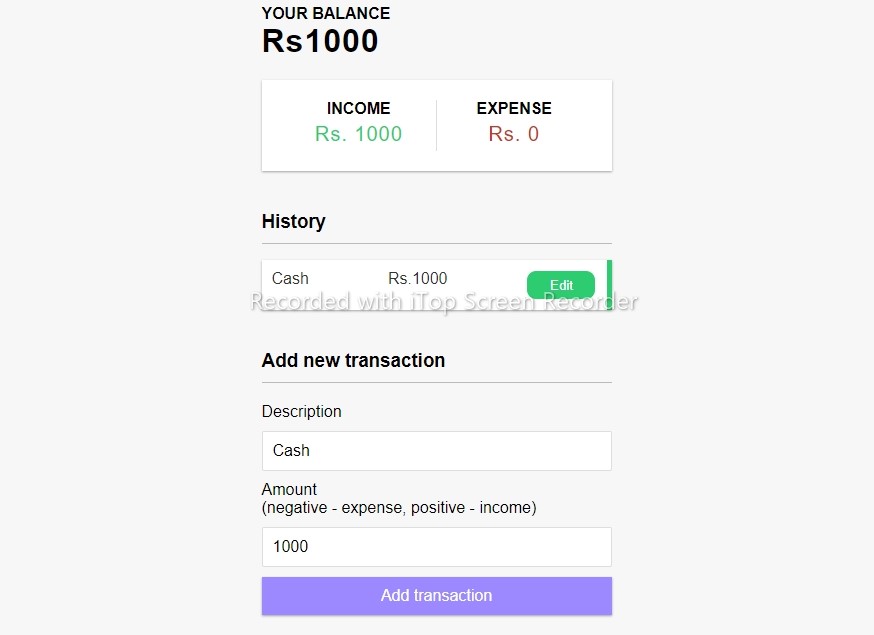 YOUR BALANCE
Rs1000
INCOME EXPENSE
Rs. 1000 Rs. 0
History
Cash Rs.1000 Edit
Recorded with iTop Screen Recorder
Add new transaction
Description
Cash
Amount
(negative - expense, positive - income)
1000
Add transaction